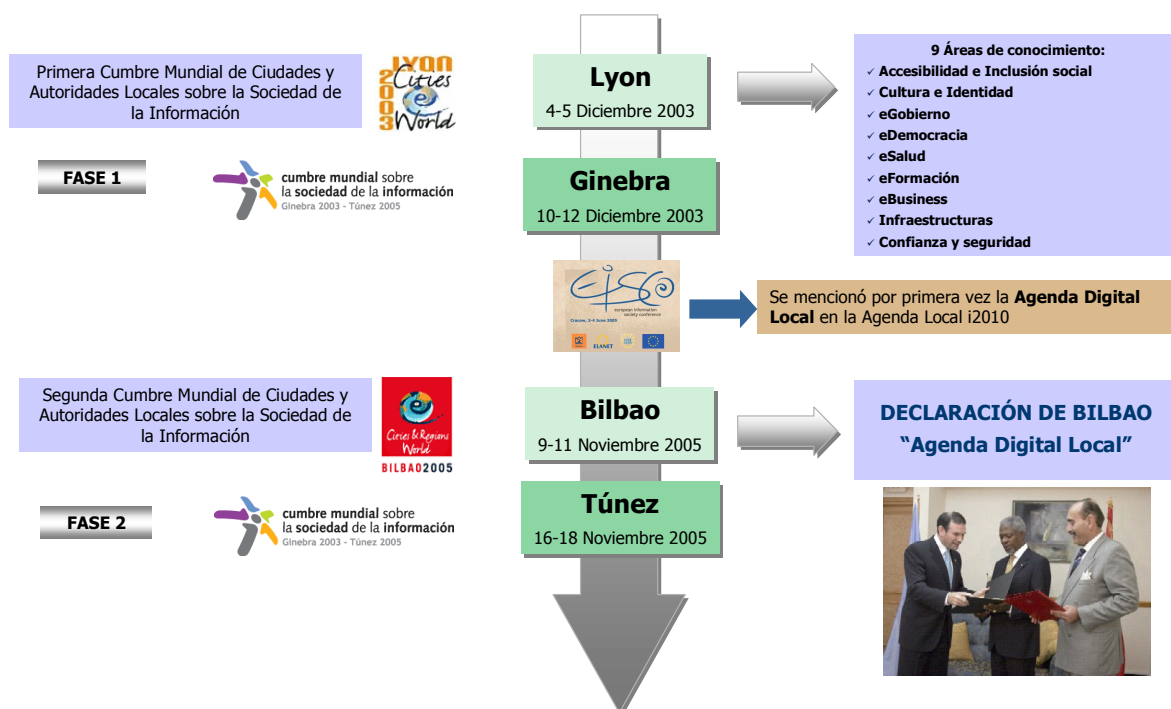 Primera Cumbre Mundial de Ciudades y
Autoridades Locales sobre la Sociedad de
la Información
LYON
2003
Cities
e
World
Lyon
4-5 Diciembre 2003
9 Áreas de conocimiento:
✓ Accesibilidad e Inclusión social
✓ Cultura e Identidad
✓ eGobierno
✓ eDemocracia
✓ eSalud
✓ eFormación
✓ eBusiness
✓ Infraestructuras
✓ Confianza y seguridad
FASE 1
cumbre mundial sobre
la sociedad de la información
Ginebra 2003 - Túnez 2005
Ginebra
10-12 Diciembre 2003
EISCO
european information
society conference
Cracow, 2-4 June 2005
ELANET
Se mencionó por primera vez la Agenda Digital
Local en la Agenda Local i2010
Segunda Cumbre Mundial de Ciudades y
Autoridades Locales sobre la Sociedad de
la Información
e
Cities & Regions
World
BILBAO2005
Bilbao
9-11 Noviembre 2005
DECLARACIÓN DE BILBAO
“Agenda Digital Local”
FASE 2
cumbre mundial sobre
la sociedad de la información
Ginebra 2003 - Túnez 2005
Túnez
16-18 Noviembre 2005